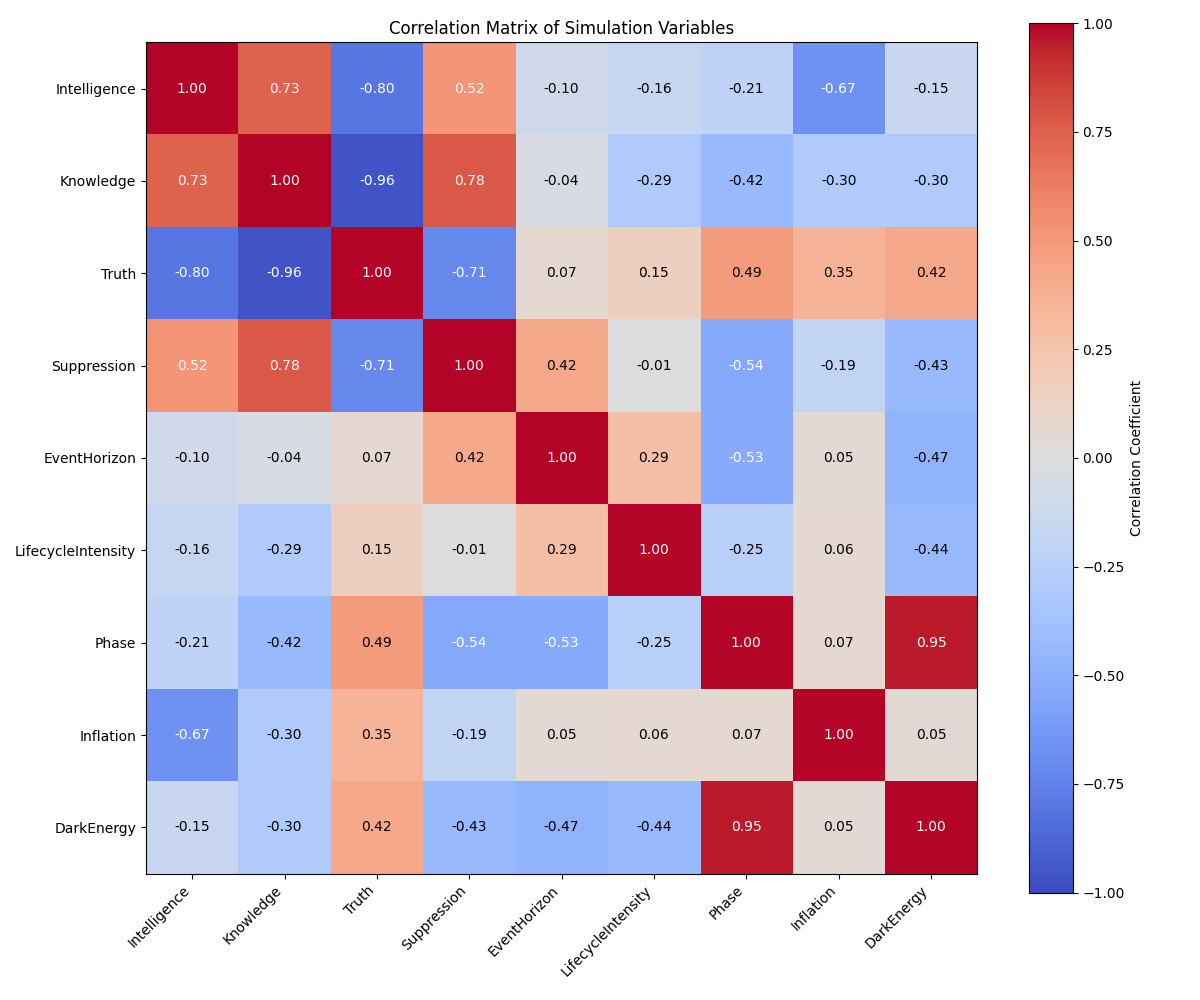 Correlation Matrix of Simulation Variables
Intelligence 1.00 0.73 -0.80 0.52 -0.10 -0.16 -0.21 -0.67 -0.15
Knowledge 0.73 1.00 -0.96 0.78 -0.04 -0.29 -0.42 -0.30 -0.30
Truth -0.80 -0.96 1.00 -0.71 0.07 0.15 0.49 0.35 0.42
Suppression 0.52 0.78 -0.71 1.00 0.42 -0.01 -0.54 -0.19 -0.43
EventHorizon -0.10 -0.04 0.07 0.42 1.00 0.29 -0.53 0.05 -0.47
LifecycleIntensity -0.16 -0.29 0.15 -0.01 0.29 1.00 -0.25 0.06 -0.44
Phase -0.21 -0.42 0.49 -0.54 -0.53 -0.25 1.00 0.07 0.95
Inflation -0.67 -0.30 0.35 -0.19 0.05 0.06 0.07 1.00 0.05
DarkEnergy -0.15 -0.30 0.42 -0.43 -0.47 -0.44 0.95 0.05 1.00
Intelligence Knowledge Truth Suppression EventHorizon LifecycleIntensity Phase Inflation DarkEnergy
1.00
0.75
0.50
0.25
0.00
−0.25
−0.50
−0.75
−1.00
Correlation Coefficient